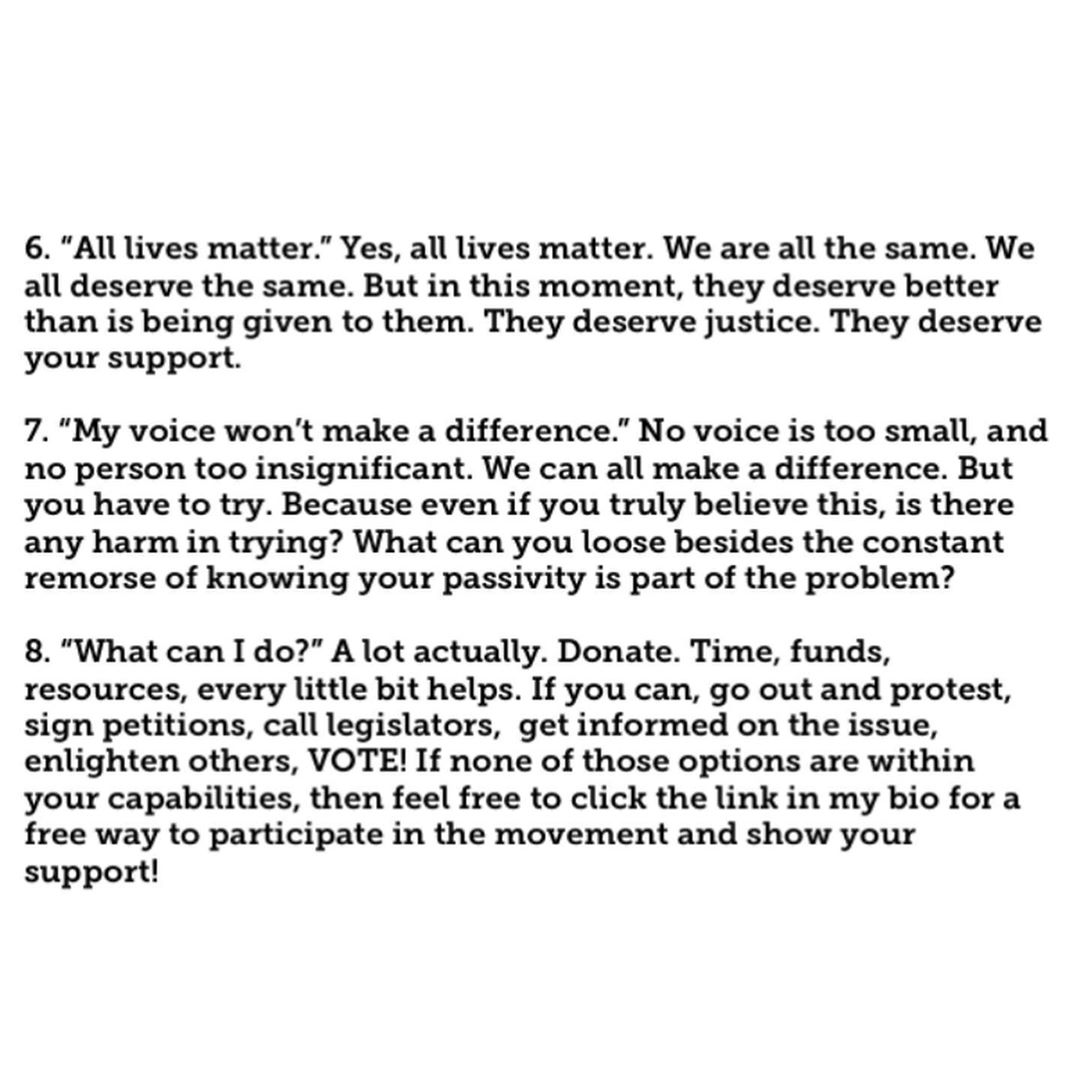 6. "All lives matter." Yes, all lives matter. We are all the same. We
all deserve the same. But in this moment, they deserve better
than is being given to them. They deserve justice. They deserve
your support.
7. "My voice won't make a difference." No voice is too small, and
no person too insignificant. We can all make a difference. But
you have to try. Because even if you truly believe this, is there
any harm in trying? What can you loose besides the constant
remorse of knowing your passivity is part of the problem?
8. "What can I do?" A lot actually. Donate. Time, funds,
resources, every little bit helps. If you can, go out and protest,
sign petitions, call legislators,  get informed on the issue,
enlighten others, VOTE! If none of those options are within
your capabilities, then feel free to click the link in my bio for a
free way to participate in the movement and show your
support!